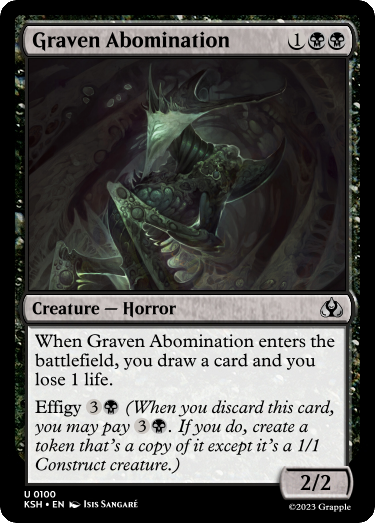 Graven Abomination 1
Creature — Horror
When Graven Abomination enters the
battlefield, you draw a card and you
lose 1 life.
Effigy 3 (When you discard this card,
you may pay 3 . If you do, create a
token that's a copy of it except it's a 1/1
Construct creature.)
2/2
U 0100
KSH • EN Isis Sangaré
©2023 Grapple